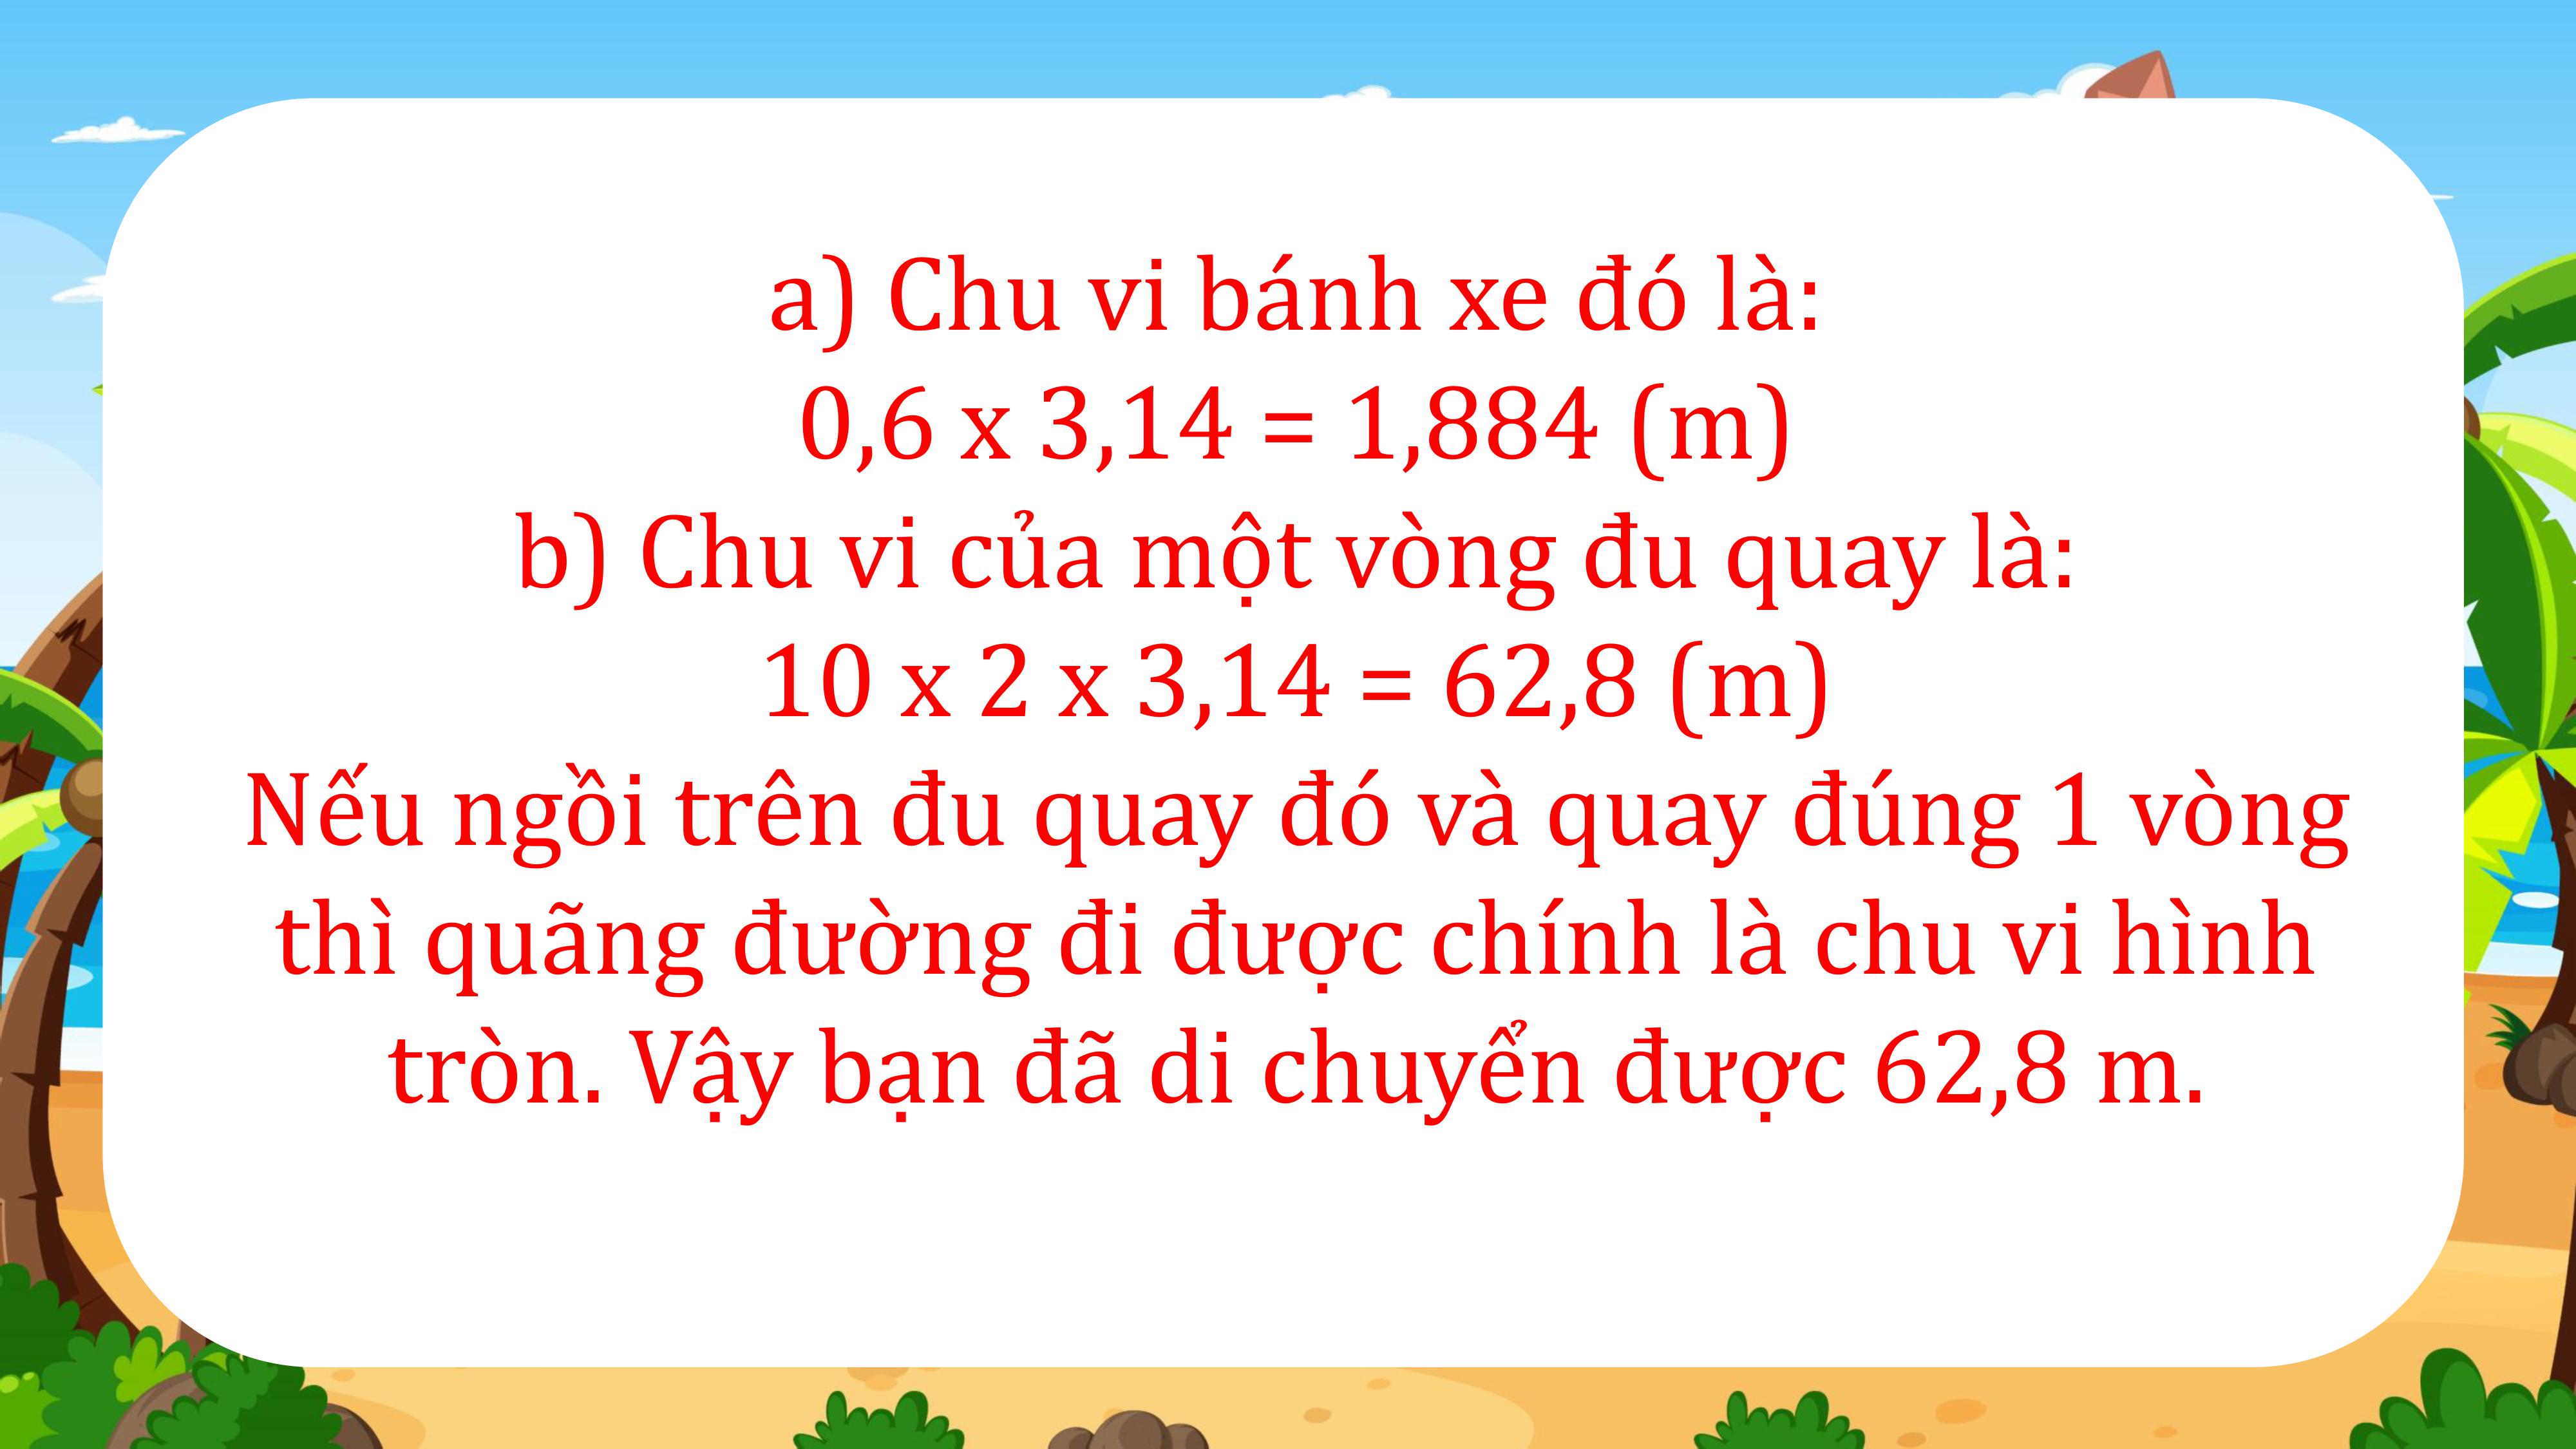 a) Chu vi bánh xe đó là:
0,6 x 3,14 = 1,884 (m)
b) Chu vi của một vòng đu quay là:
10 x 2 x 3,14 = 62,8 (m)
Nếu ngồi trên đu quay đó và quay đúng 1 vòng
thì quãng đường đi được chính là chu vi hình
tròn. Vậy bạn đã di chuyển được 62,8 m.